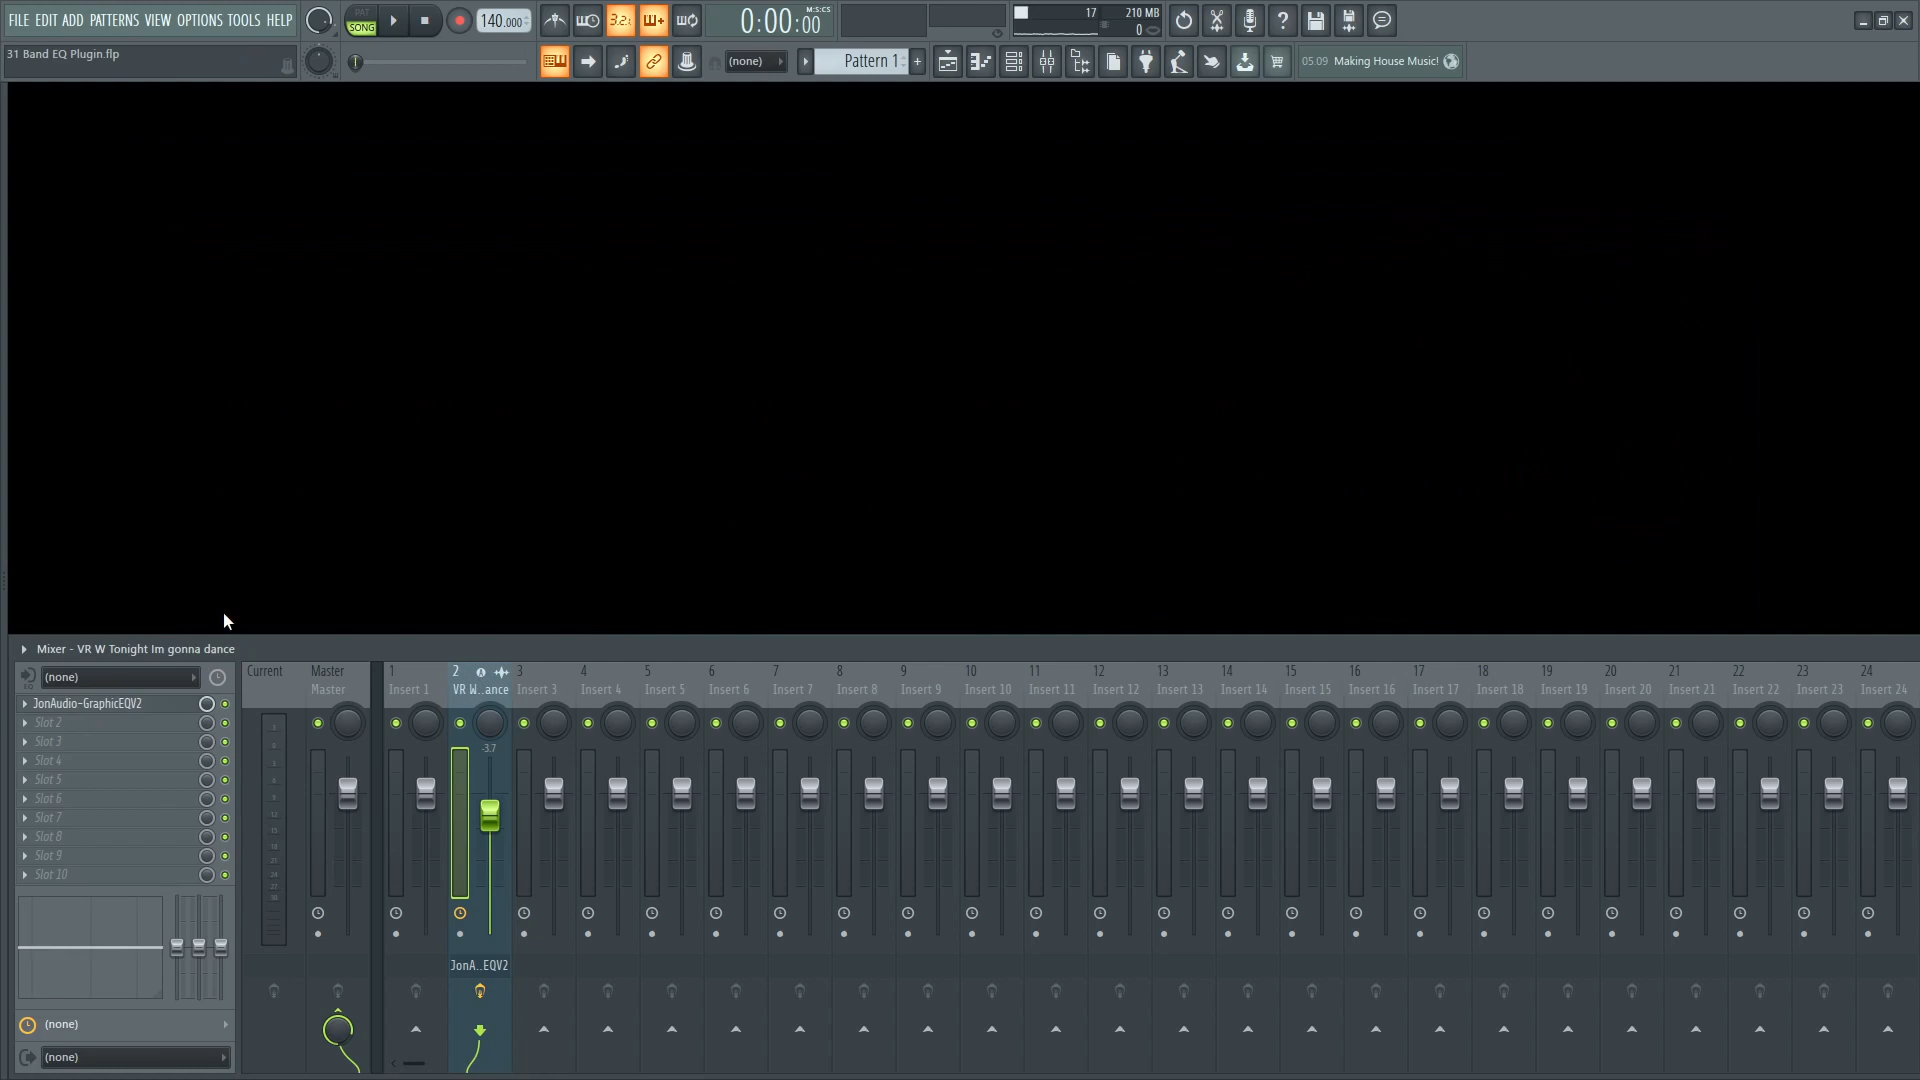 FILE EDIT ADD PATTERNS VIEW OPTIONS TOOLS HELP
PAT
SONG
140.000
3.2.
0:00:00
M:S:CS
17
210 MB
0
31 Band EQ Plugin.flp
(none)
Pattern 1
+
05.09 Making House Music!
Mixer - VR W Tonight Im gonna dance
(none)
EQ
JonAudio-GraphicEQV2
Slot 2
Slot 3
Slot 4
Slot 5
Slot 6
Slot 7
Slot 8
Slot 9
Slot 10
(none)
(none)
Current
Master
Master
1 2 3 4 5 6 7 8 9 10 11 12 13 14 15 16 17 18 19 20 21 22 23 24
Insert 1 VR W..ance Insert 3 Insert 4 Insert 5 Insert 6 Insert 7 Insert 8 Insert 9 Insert 10 Insert 11 Insert 12 Insert 13 Insert 14 Insert 15 Insert 16 Insert 17 Insert 18 Insert 19 Insert 20 Insert 21 Insert 22 Insert 23 Insert 24
-3.7
JonA..EQV2